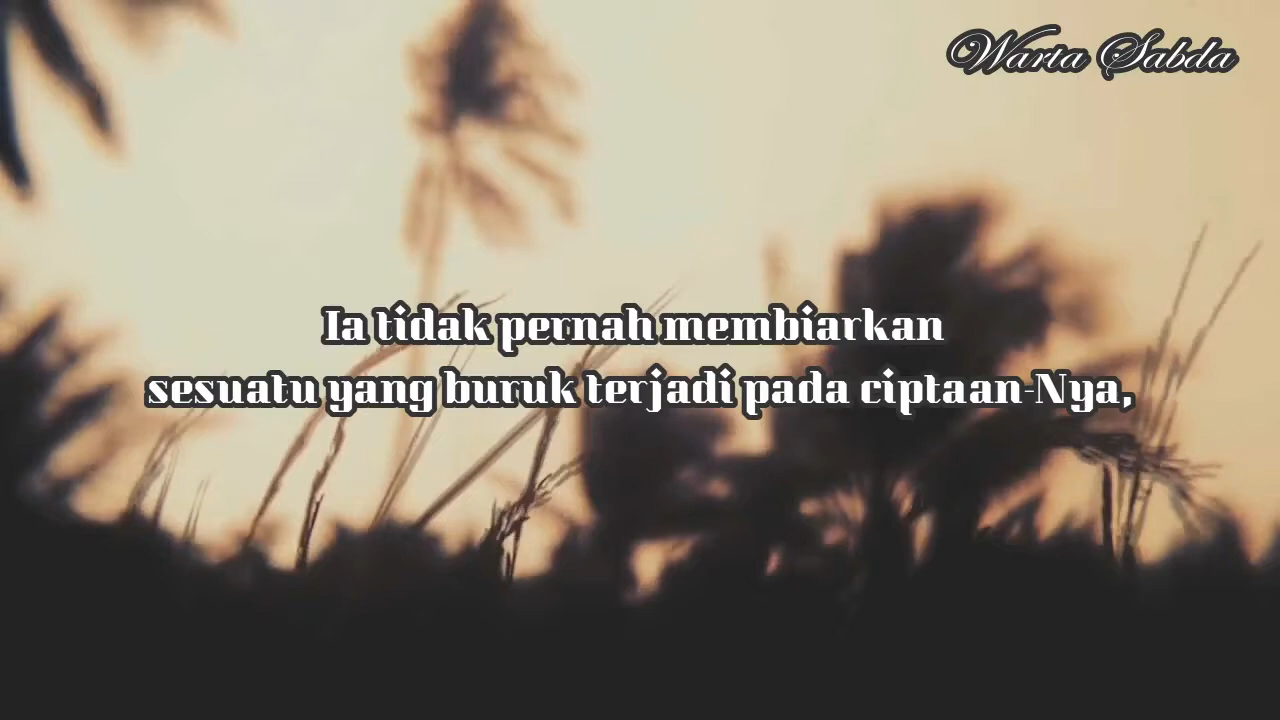 Warta Sabda
Ia tidak pernah membiarkan
sesuatu yang buruk terjadi pada ciptaan-Nya,